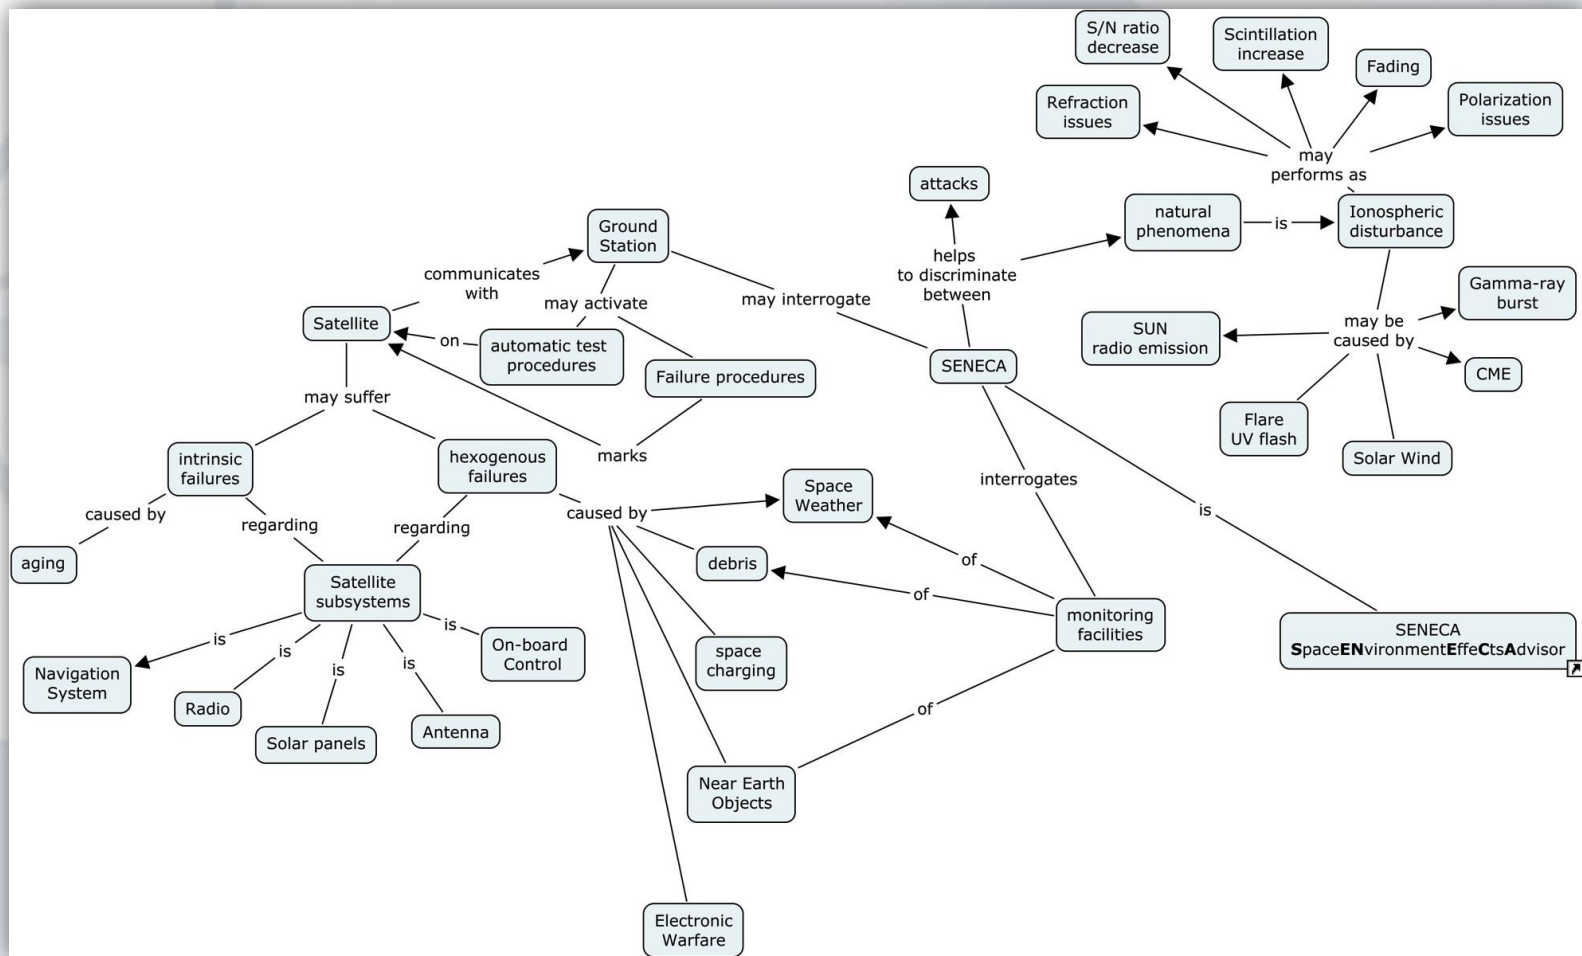 S/N ratio
decrease
Scintillation
increase
Fading
Refraction
issues
Polarization
issues
may
performs as
attacks
natural
phenomena
is
Ionospheric
disturbance
Ground
Station
helps
to discriminate
between
communicates
with
may activate
may interrogate
Gamma-ray
burst
Satellite
on
automatic test
procedures
SUN
radio emission
may be
caused by
Failure procedures
SENECA
CME
may suffer
Flare
UV flash
Solar Wind
intrinsic
failures
hexogenous
failures
marks
interrogates
Space
Weather
caused by
regarding
regarding
caused by
is
aging
debris
of
of
Satellite
subsystems
monitoring
facilities
is
is
is
is
is
On-board
Control
space
charging
SENECA
SpaceENvironmentEffeCtsAdvisor
Navigation
System
Radio
Solar panels
Antenna
of
Near Earth
Objects
Electronic
Warfare